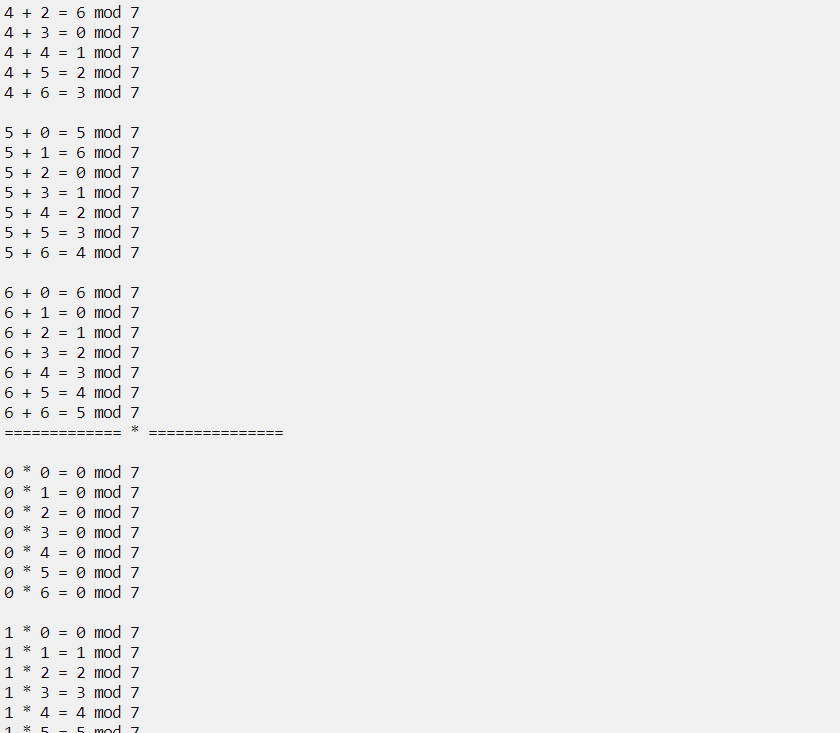 4 + 2 = 6 mod 7
4 + 3 = 0 mod 7
4 + 4 = 1 mod 7
4 + 5 = 2 mod 7
4 + 6 = 3 mod 7

5 + 0 = 5 mod 7
5 + 1 = 6 mod 7
5 + 2 = 0 mod 7
5 + 3 = 1 mod 7
5 + 4 = 2 mod 7
5 + 5 = 3 mod 7
5 + 6 = 4 mod 7

6 + 0 = 6 mod 7
6 + 1 = 0 mod 7
6 + 2 = 1 mod 7
6 + 3 = 2 mod 7
6 + 4 = 3 mod 7
6 + 5 = 4 mod 7
6 + 6 = 5 mod 7
============= * ===============

0 * 0 = 0 mod 7
0 * 1 = 0 mod 7
0 * 2 = 0 mod 7
0 * 3 = 0 mod 7
0 * 4 = 0 mod 7
0 * 5 = 0 mod 7
0 * 6 = 0 mod 7

1 * 0 = 0 mod 7
1 * 1 = 1 mod 7
1 * 2 = 2 mod 7
1 * 3 = 3 mod 7
1 * 4 = 4 mod 7
1 * 5 = 5 mod 7